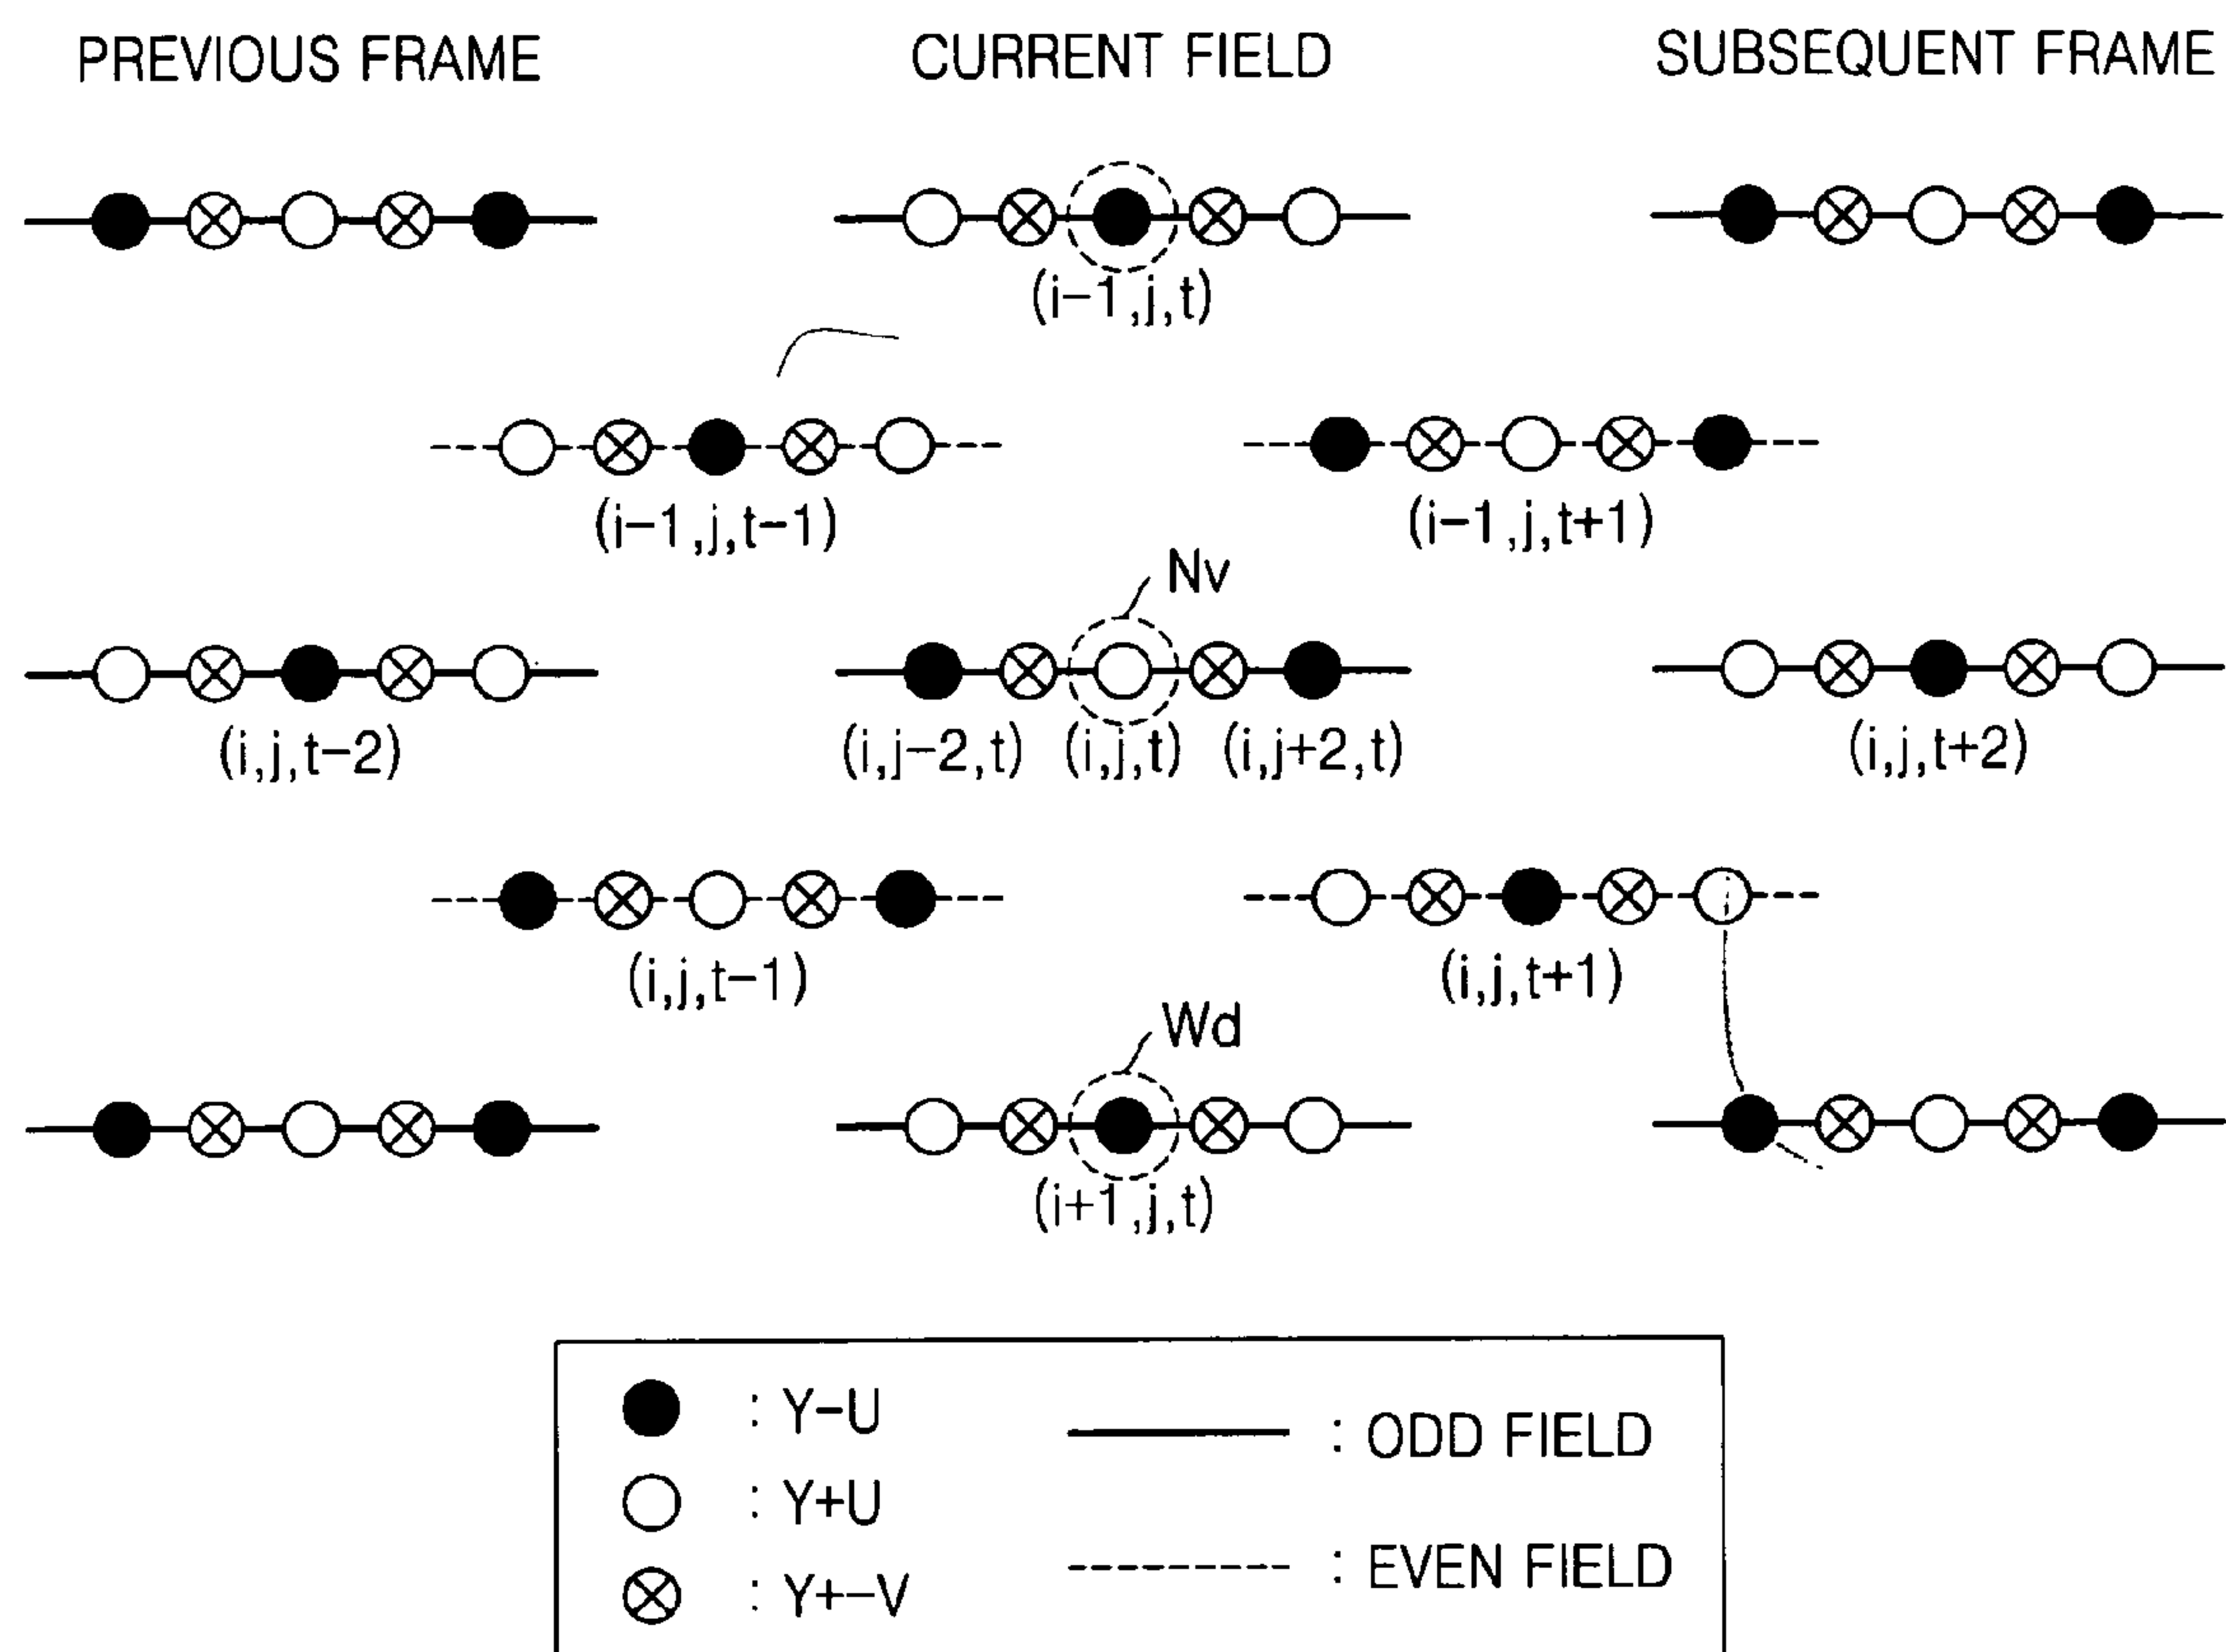 PREVIOUS FRAME CURRENT FIELD SUBSEQUENT FRAME
(i-1,j,t)
(i-1,j,t-1) (i-1,j,t+1)
Nv
(i,j,t-2) (i,j-2,t) (i,j,t) (i,j+2,t) (i,j,t+2)
(i,j,t-1) (i,j,t+1)
Wd
(i+1,j,t)
: Y-U
: ODD FIELD
: Y+U
: EVEN FIELD
: Y+-V